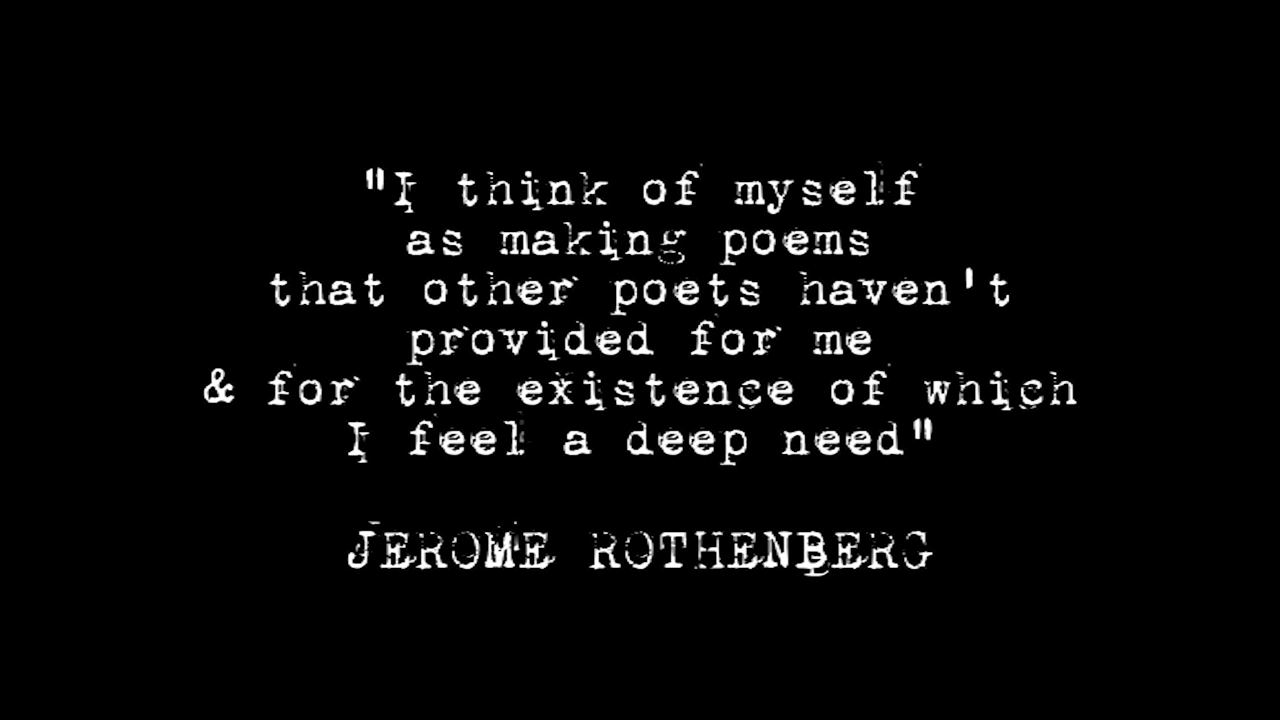 "I think of myself
as making poems
that other poets haven't
provided for me
& for the existence of which
I feel a deep need"
JEROME ROTHENBERG